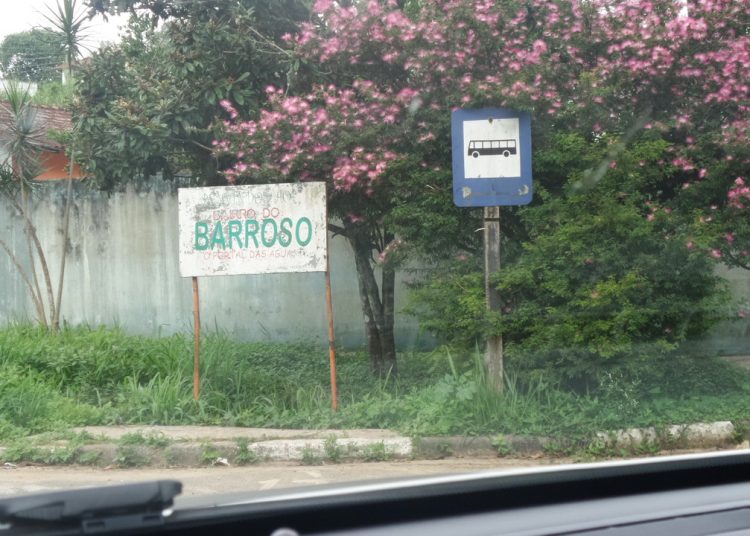 BAIRRO DO
BARROSO
"O PORTAL DAS ÁGUAS"